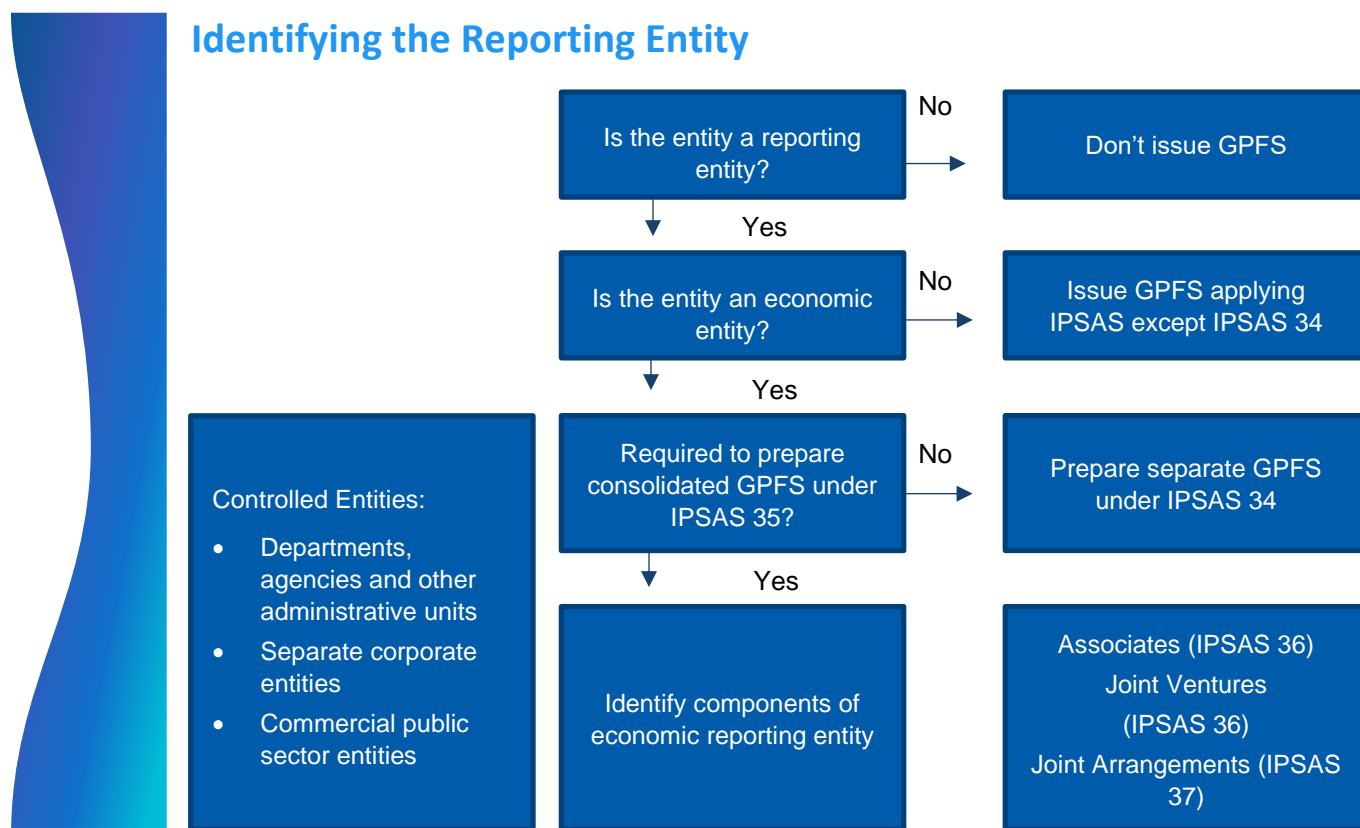 Identifying the Reporting Entity
Is the entity a reporting
entity?
No
Don’t issue GPFS
Yes
Is the entity an economic
entity?
No
Issue GPFS applying
IPSAS except IPSAS 34
Yes
Required to prepare
consolidated GPFS under
IPSAS 35?
No
Prepare separate GPFS
under IPSAS 34
Yes
Controlled Entities:
• Departments,
agencies and other
administrative units
• Separate corporate
entities
• Commercial public
sector entities
Identify components of
economic reporting entity
Associates (IPSAS 36)
Joint Ventures
(IPSAS 36)
Joint Arrangements (IPSAS
37)